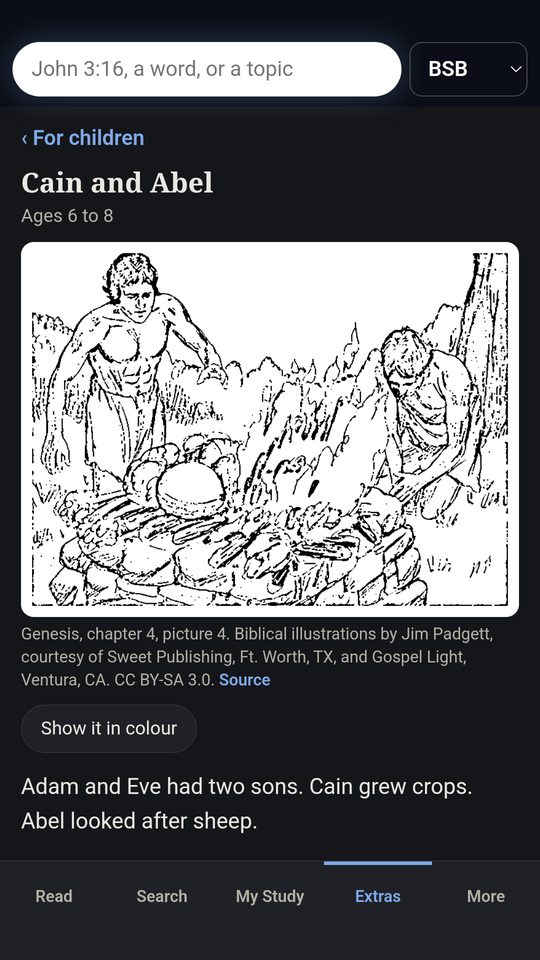 John 3:16, a word, or a topic
BSB
‹ For children
Cain and Abel
Ages 6 to 8
Genesis, chapter 4, picture 4. Biblical illustrations by Jim Padgett,
courtesy of Sweet Publishing, Ft. Worth, TX, and Gospel Light,
Ventura, CA. CC BY-SA 3.0. Source
Show it in colour
Adam and Eve had two sons. Cain grew crops.
Abel looked after sheep.
Read
Search
My Study
Extras
More